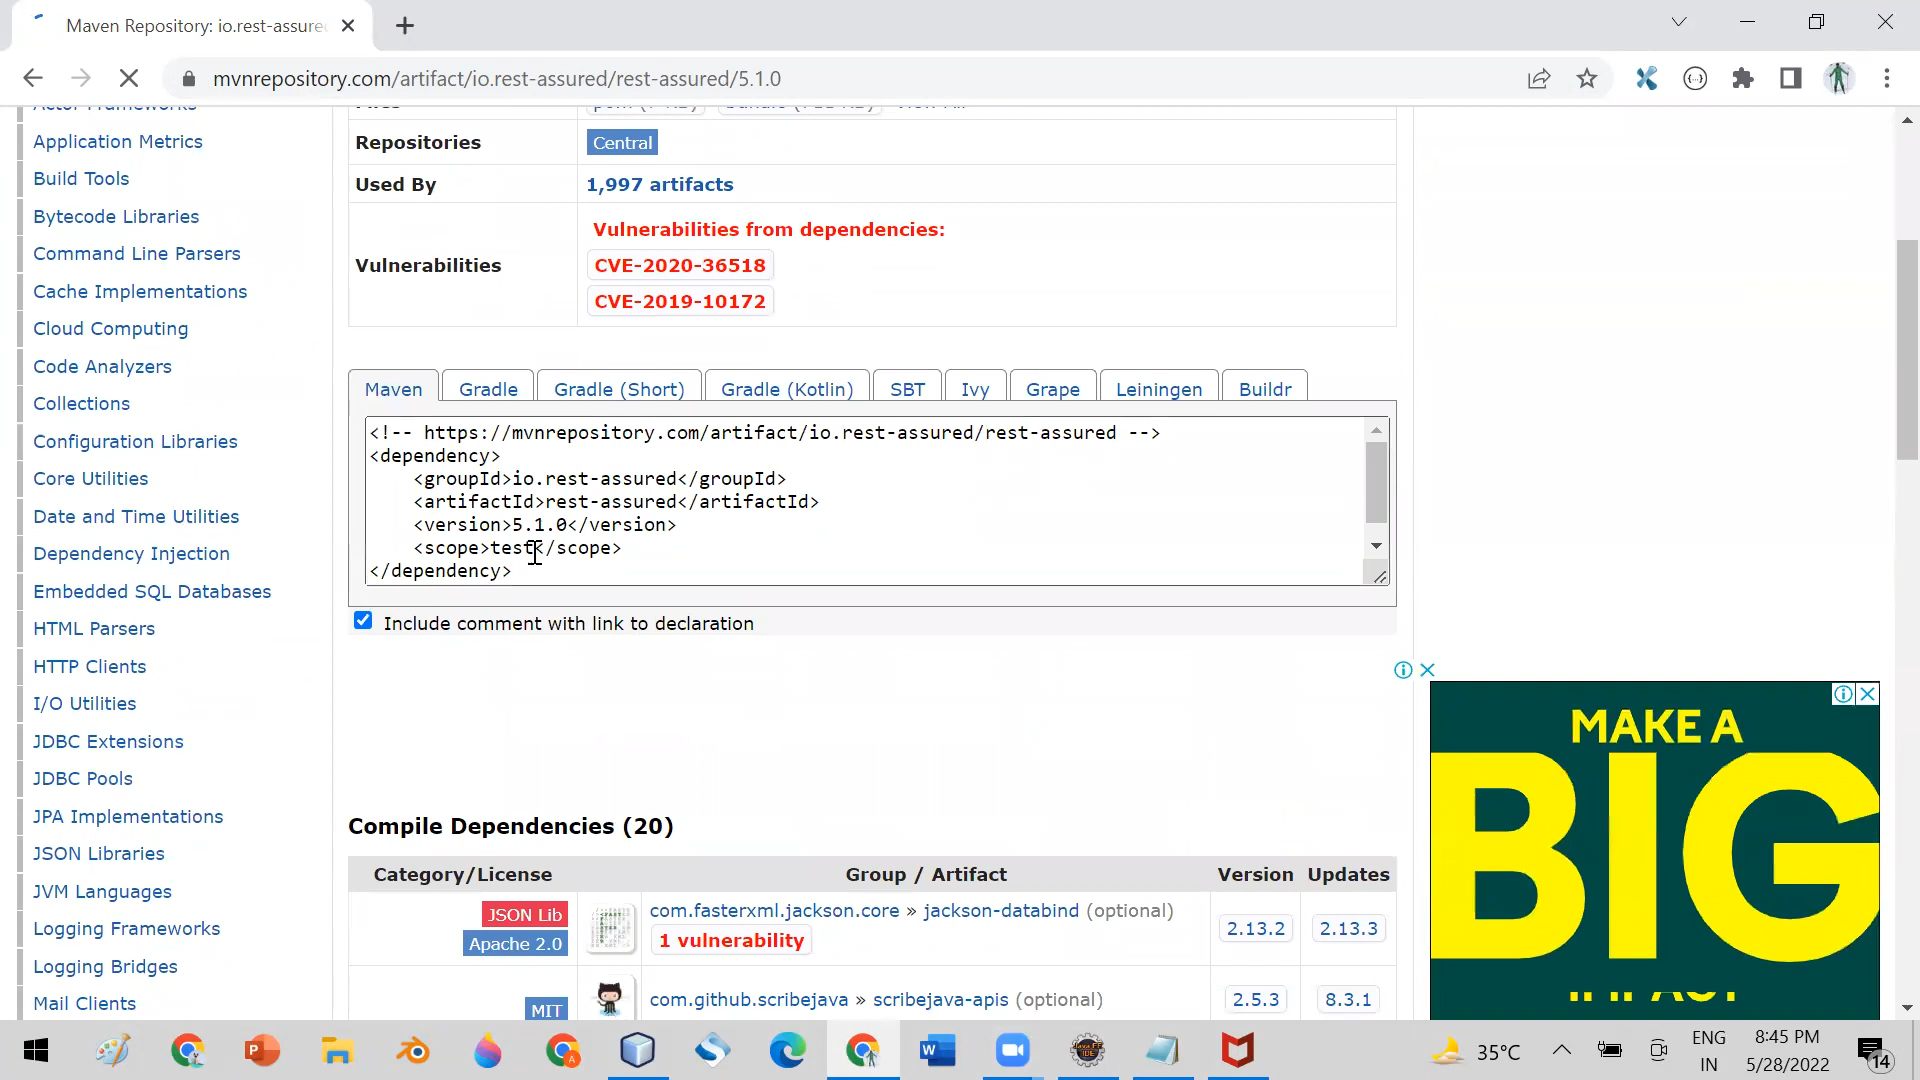 Maven Repository: io.rest-assured
mvnrepository.com/artifact/io.rest-assured/rest-assured/5.1.0
Application Metrics
Build Tools
Bytecode Libraries
Command Line Parsers
Cache Implementations
Cloud Computing
Code Analyzers
Collections
Configuration Libraries
Core Utilities
Date and Time Utilities
Dependency Injection
Embedded SQL Databases
HTML Parsers
HTTP Clients
I/O Utilities
JDBC Extensions
JDBC Pools
JPA Implementations
JSON Libraries
JVM Languages
Logging Frameworks
Logging Bridges
Mail Clients
Repositories Central
Used By 1,997 artifacts
Vulnerabilities
Vulnerabilities from dependencies:
CVE-2020-36518
CVE-2019-10172
Maven Gradle Gradle (Short) Gradle (Kotlin) SBT Ivy Grape Leiningen Buildr
<!-- https://mvnrepository.com/artifact/io.rest-assured/rest-assured -->
<dependency>
    <groupId>io.rest-assured</groupId>
    <artifactId>rest-assured</artifactId>
    <version>5.1.0</version>
    <scope>test</scope>
</dependency>
Include comment with link to declaration
Compile Dependencies (20)
Category/License Group / Artifact Version Updates
JSON Lib
Apache 2.0
com.fasterxml.jackson.core » jackson-databind (optional)
1 vulnerability
2.13.2 2.13.3
MIT
com.github.scribejava » scribejava-apis (optional)
2.5.3 8.3.1
MAKE A
BIG
35°C
ENG
IN
8:45 PM
5/28/2022
14